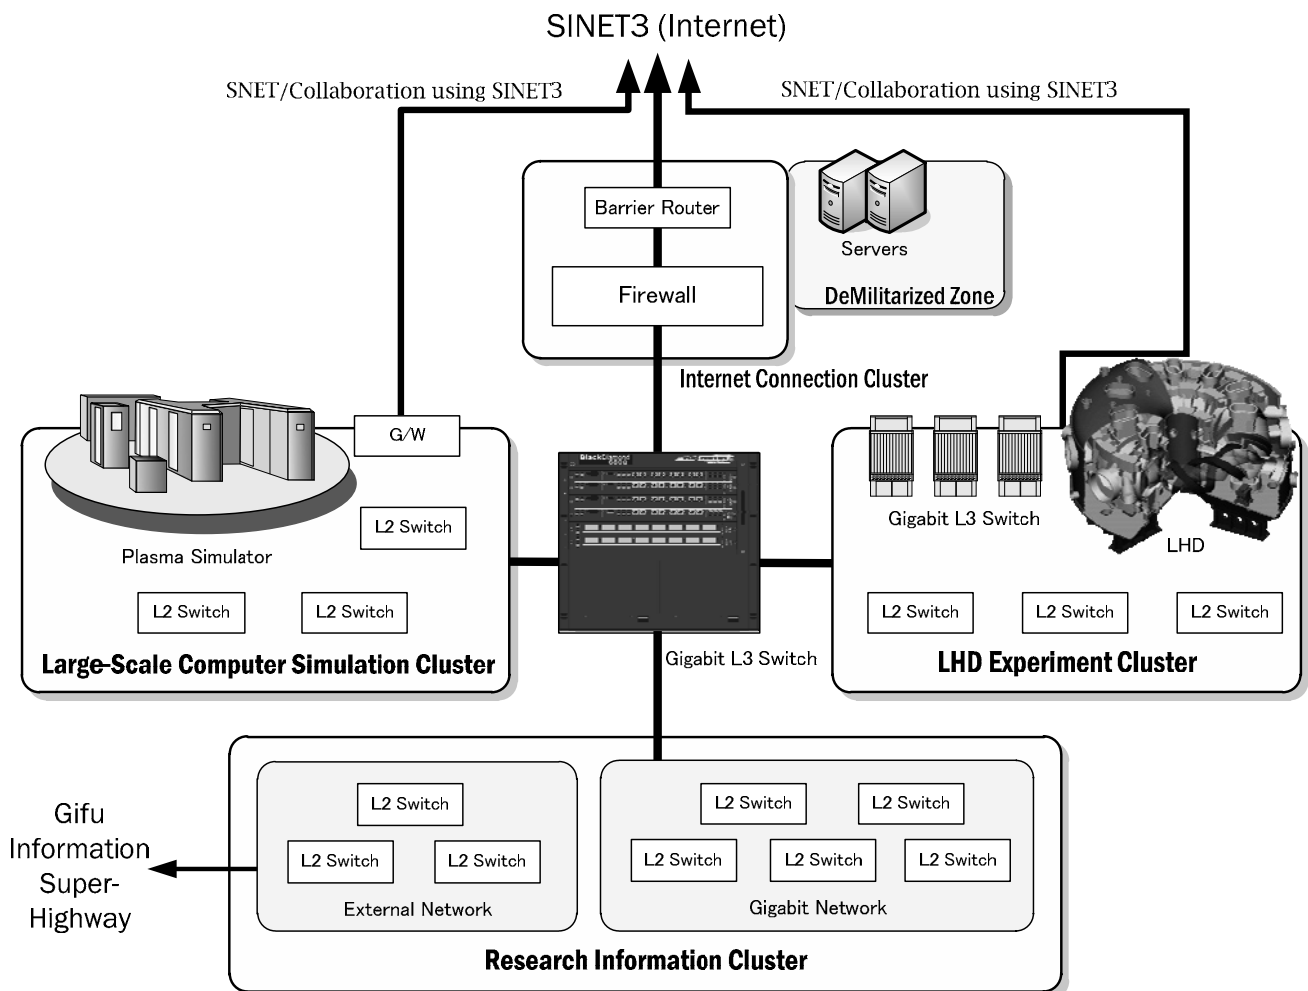 SINET3 (Internet)
SNET/Collaboration using SINET3
SNET/Collaboration using SINET3
Barrier Router
Firewall
Servers
DeMilitarized Zone
Internet Connection Cluster
G/W
L2 Switch
Plasma Simulator
L2 Switch
L2 Switch
Large-Scale Computer Simulation Cluster
BlackDiamond
Gigabit L3 Switch
Gigabit L3 Switch
LHD
L2 Switch
L2 Switch
L2 Switch
LHD Experiment Cluster
Gifu
Information
Super-
Highway
L2 Switch
L2 Switch
L2 Switch
External Network
L2 Switch
L2 Switch
L2 Switch
L2 Switch
L2 Switch
Gigabit Network
Research Information Cluster